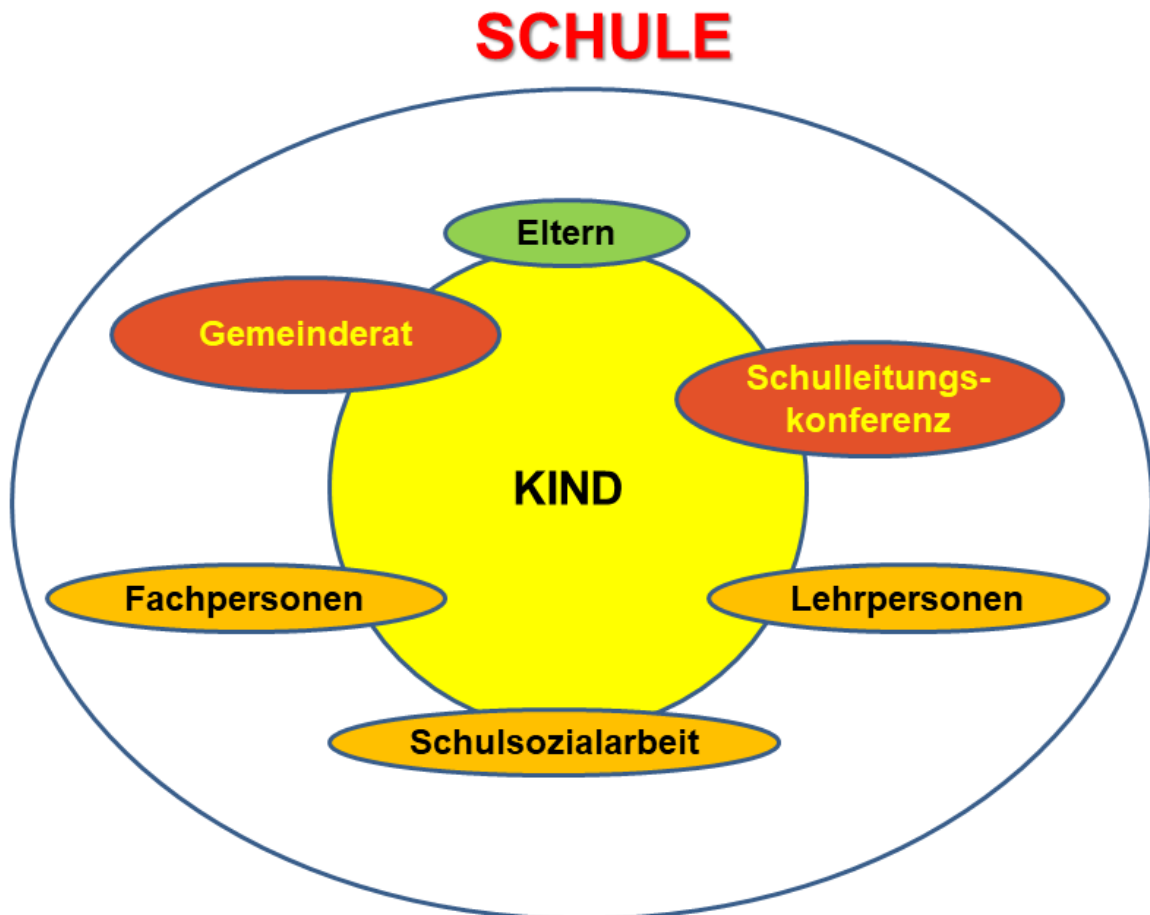 SCHULE
Eltern
Gemeinderat
Schulleitungs-
konferenz
KIND
Fachpersonen
Lehrpersonen
Schulsozialarbeit